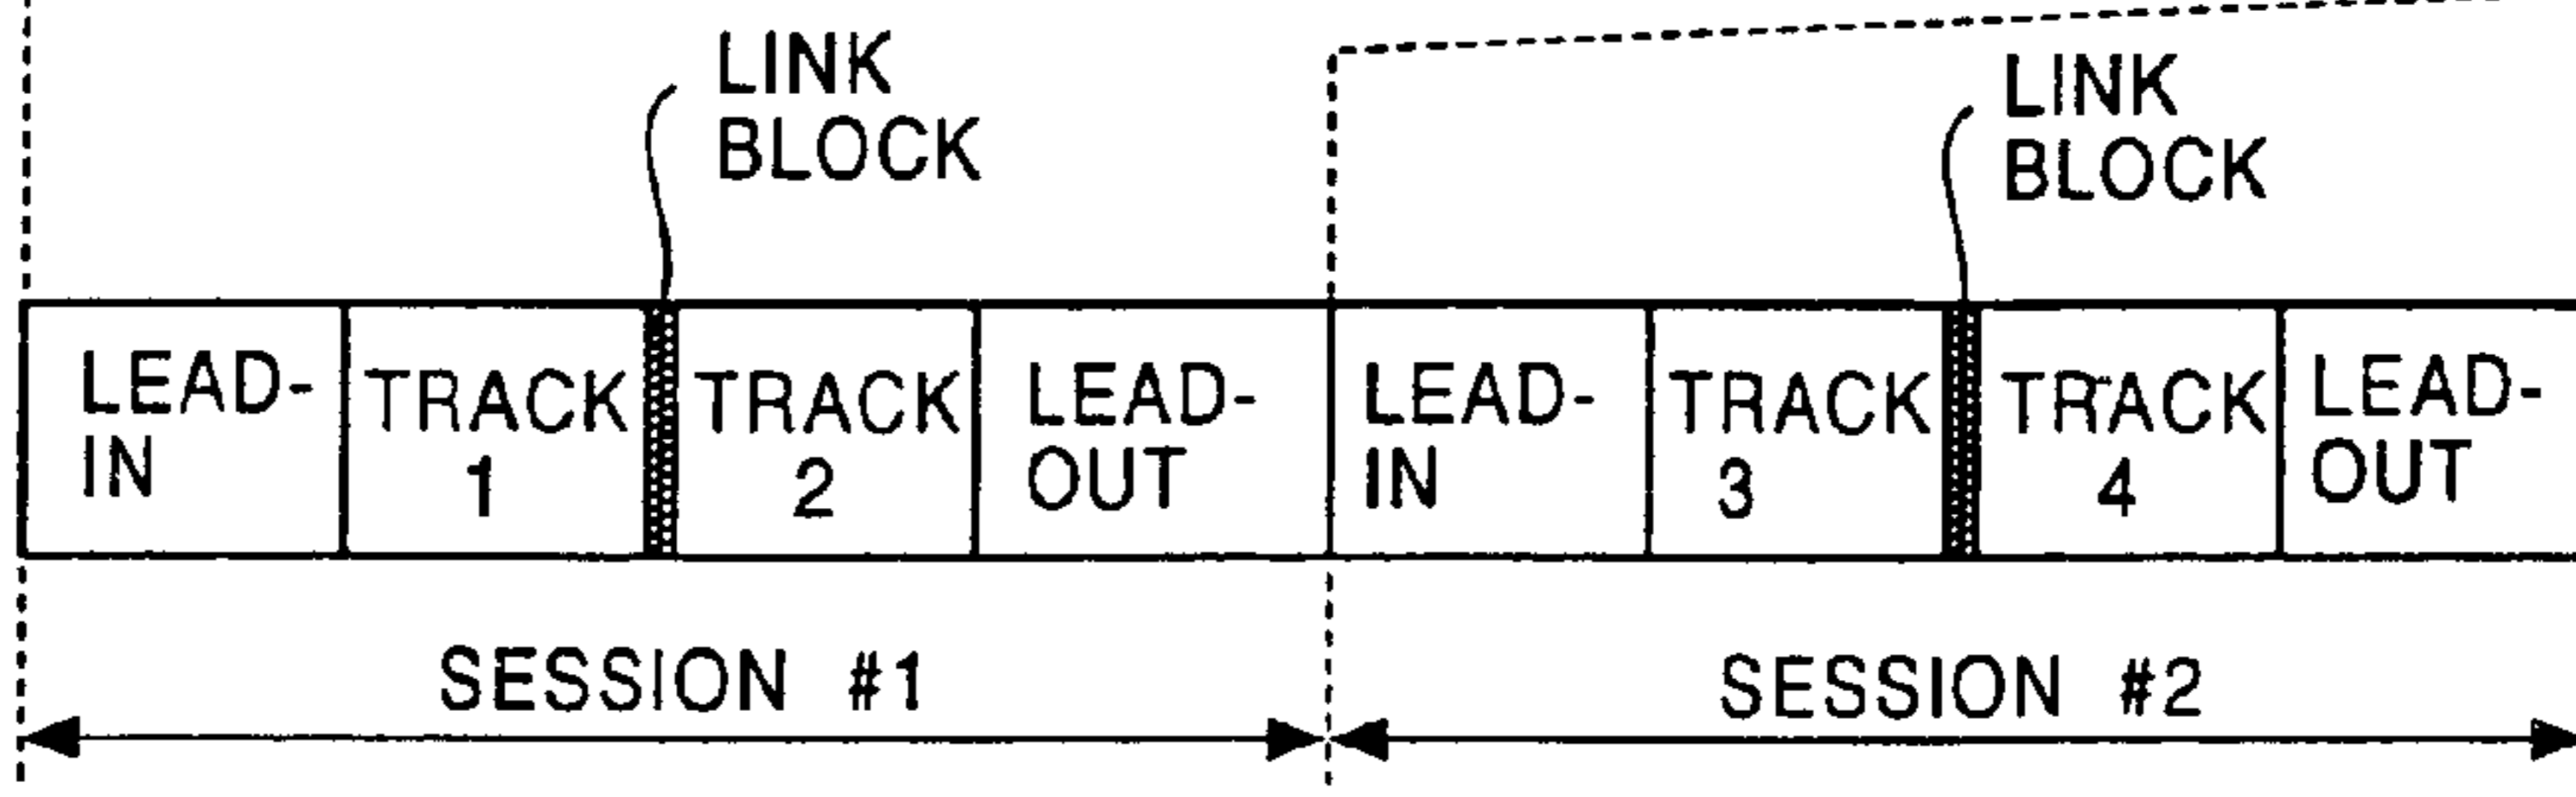 LINK
BLOCK
LINK
BLOCK
LEAD-
IN
TRACK
1
TRACK
2
LEAD-
OUT
LEAD-
IN
TRACK
3
TRACK
4
LEAD-
OUT
SESSION #1
SESSION #2